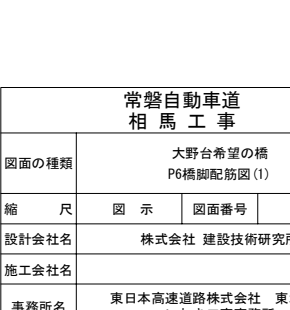 常磐自動車道
相馬工事
図面の種類
大野台希望の橋
P6橋脚配筋図(1)
縮 尺 図 示 図面番号
設計会社名 株式会社 建設技術研究所
施工会社名
事務所名 東日本高速道路株式会社 東